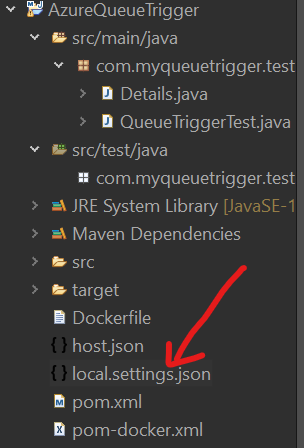 AzureQueueTrigger
src/main/java
com.myqueuetrigger.test
Details.java
QueueTriggerTest.java
src/test/java
com.myqueuetrigger.test
JRE System Library [JavaSE-1
Maven Dependencies
src
target
Dockerfile
host.json
local.settings.json
pom.xml
pom-docker.xml